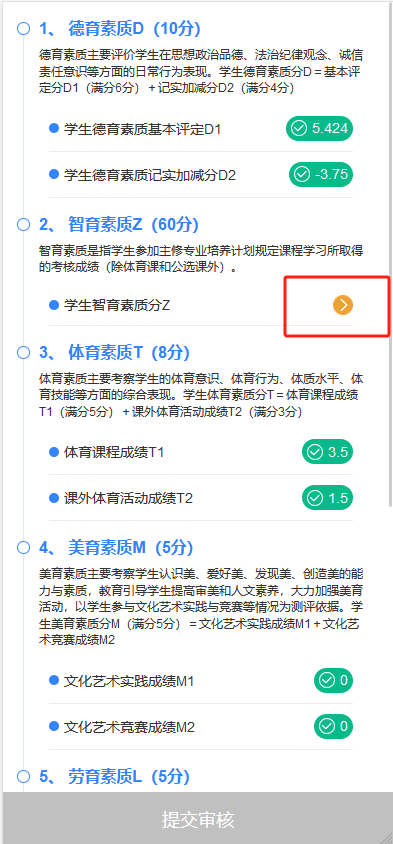 1、 德育素质D（10分）
德育素质主要评价学生在思想政治品德、法治纪律观念、诚信
责任意识等方面的日常行为表现。学生德育素质分D＝基本评
定分D1（满分6分）＋记实加减分D2（满分4分）
学生德育素质基本评定D1 5.424
学生德育素质记实加减分D2 -3.75
2、 智育素质Z（60分）
智育素质是指学生参加主修专业培养计划规定课程学习所取得
的考核成绩（除体育课和公选课外）。
学生智育素质分Z
3、 体育素质T（8分）
体育素质主要考察学生的体育意识、体育行为、体质水平、体
育技能等方面的综合表现。学生体育素质分T＝体育课程成绩
T1（满分5分）＋课外体育活动成绩T2（满分3分）
体育课程成绩T1 3.5
课外体育活动成绩T2 1.5
4、 美育素质M（5分）
美育素质主要考察学生认识美、爱好美、发现美、创造美的能
力与素质，教育引导学生提高审美和人文素养，大力加强美育
活动，以学生参与文化艺术实践与竞赛等情况为测评依据。学
生美育素质分M（满分5分）＝文化艺术实践成绩M1＋文化艺
术竞赛成绩M2
文化艺术实践成绩M1 0
文化艺术竞赛成绩M2 0
5、 劳育素质L（5分）
提交审核